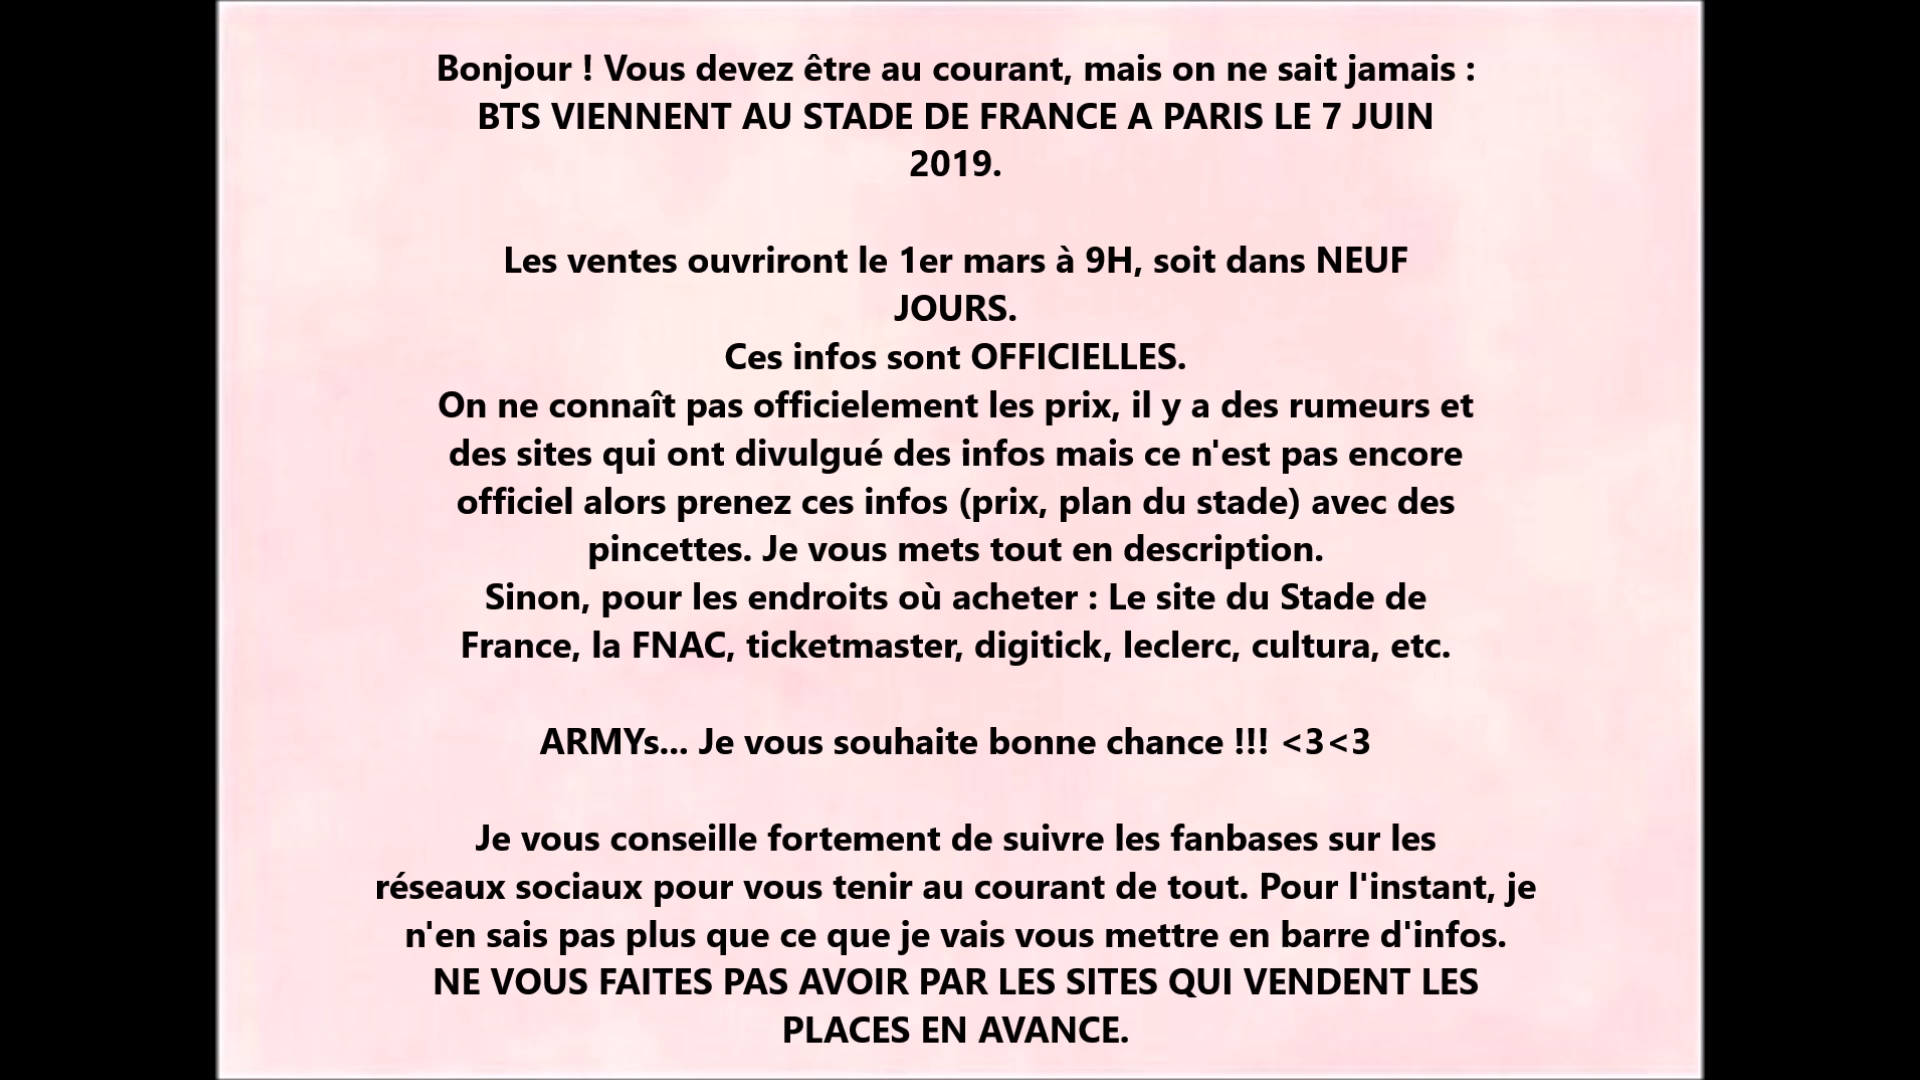 Bonjour ! Vous devez être au courant, mais on ne sait jamais :
BTS VIENNENT AU STADE DE FRANCE A PARIS LE 7 JUIN
2019.
Les ventes ouvriront le 1er mars à 9H, soit dans NEUF
JOURS.
Ces infos sont OFFICIELLES.
On ne connaît pas officielement les prix, il y a des rumeurs et
des sites qui ont divulgué des infos mais ce n'est pas encore
officiel alors prenez ces infos (prix, plan du stade) avec des
pincettes. Je vous mets tout en description.
Sinon, pour les endroits où acheter : Le site du Stade de
France, la FNAC, ticketmaster, digitick, leclerc, cultura, etc.
ARMYs... Je vous souhaite bonne chance !!! <3<3
Je vous conseille fortement de suivre les fanbases sur les
réseaux sociaux pour vous tenir au courant de tout. Pour l'instant, je
n'en sais pas plus que ce que je vais vous mettre en barre d'infos.
NE VOUS FAITES PAS AVOIR PAR LES SITES QUI VENDENT LES
PLACES EN AVANCE.